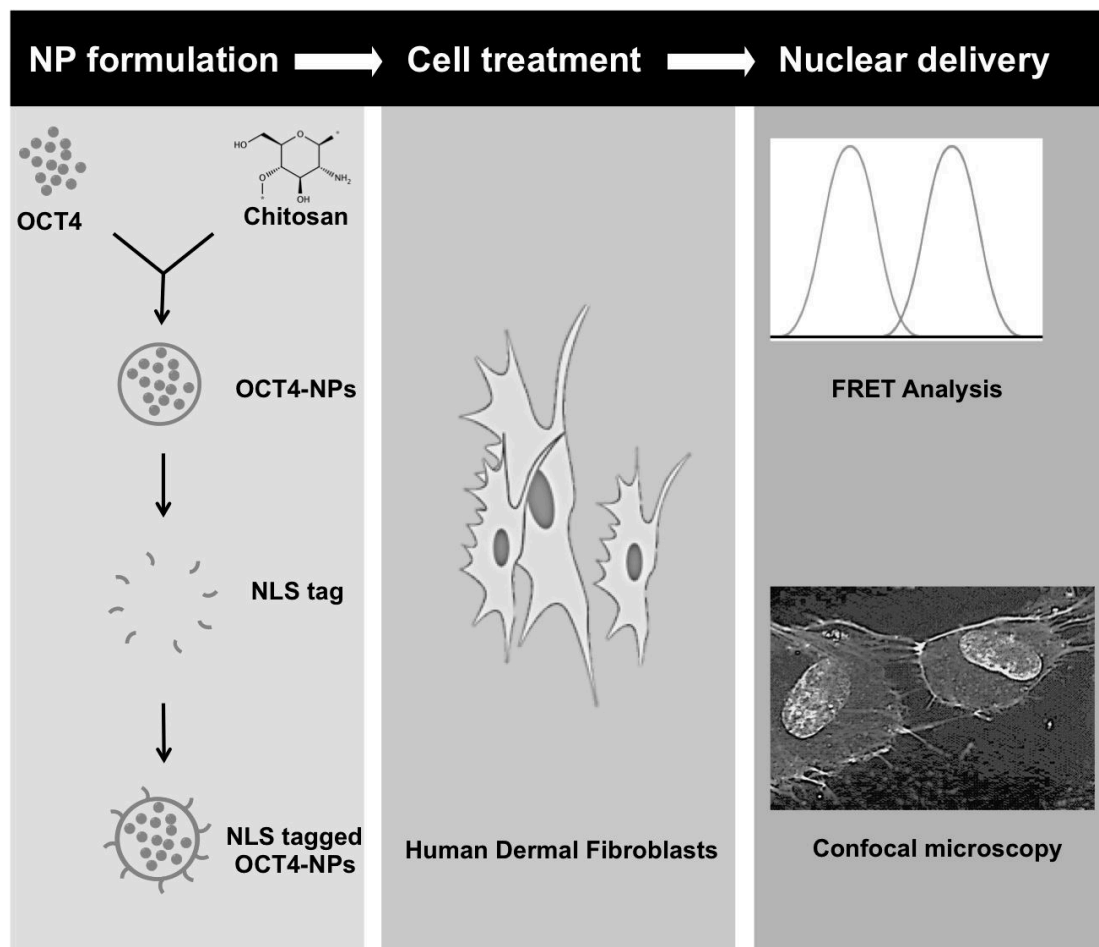 NP formulation
Cell treatment
Nuclear delivery
OCT4
HO
O
*
O
*
OH
NH2
Chitosan
OCT4-NPs
NLS tag
NLS tagged
OCT4-NPs
Human Dermal Fibroblasts
FRET Analysis
Confocal microscopy